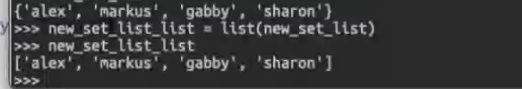 {'alex', 'markus', 'gabby', 'sharon'}
>>> new_set_list_list = list(new_set_list)
>>> new_set_list_list
['alex', 'markus', 'gabby', 'sharon']
>>>